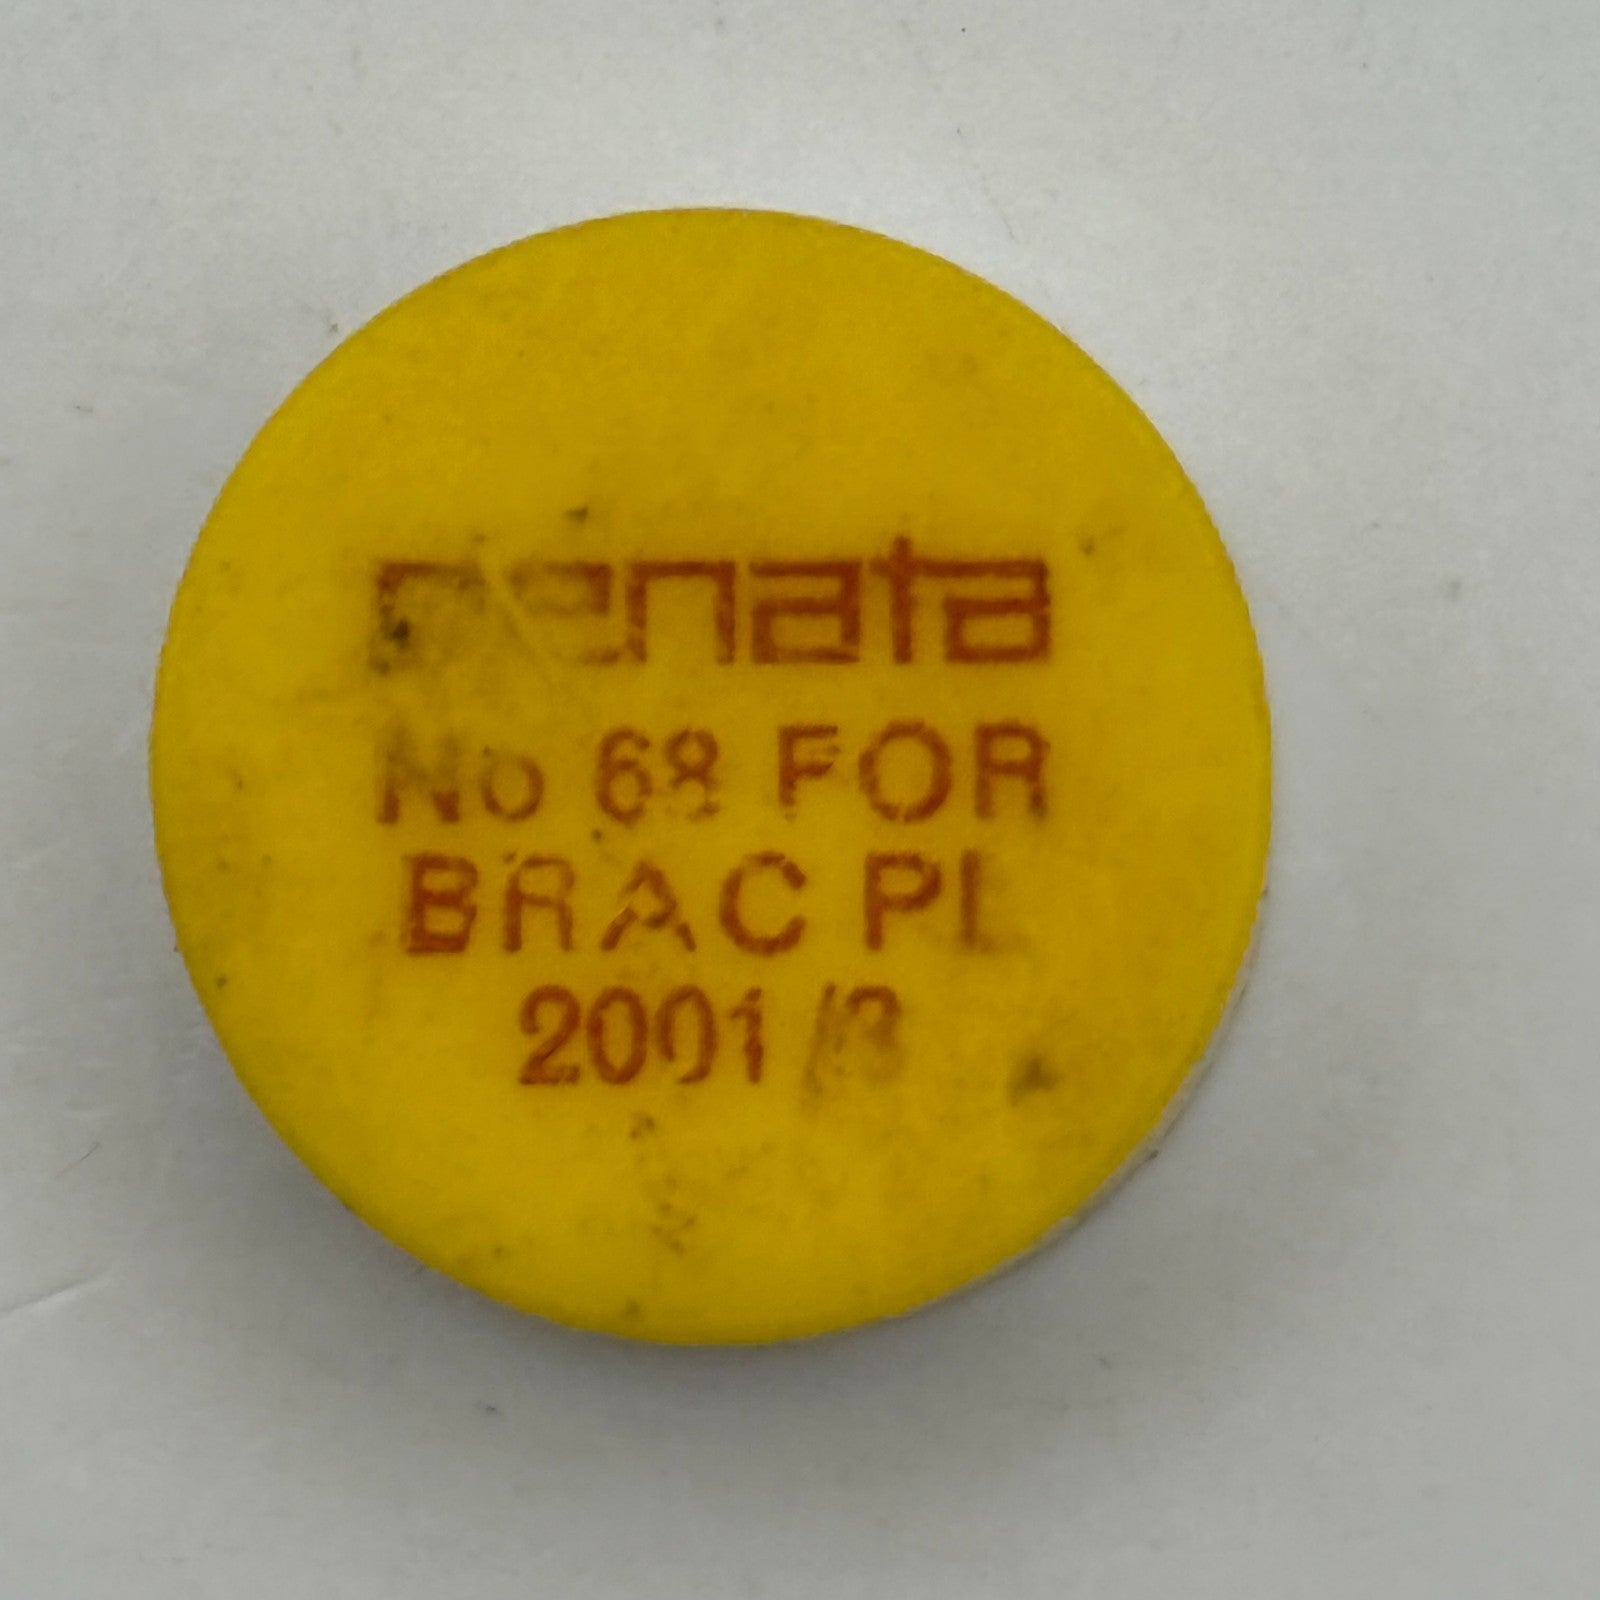 renata
No 68 FOR
BRAC PL
2001 /3